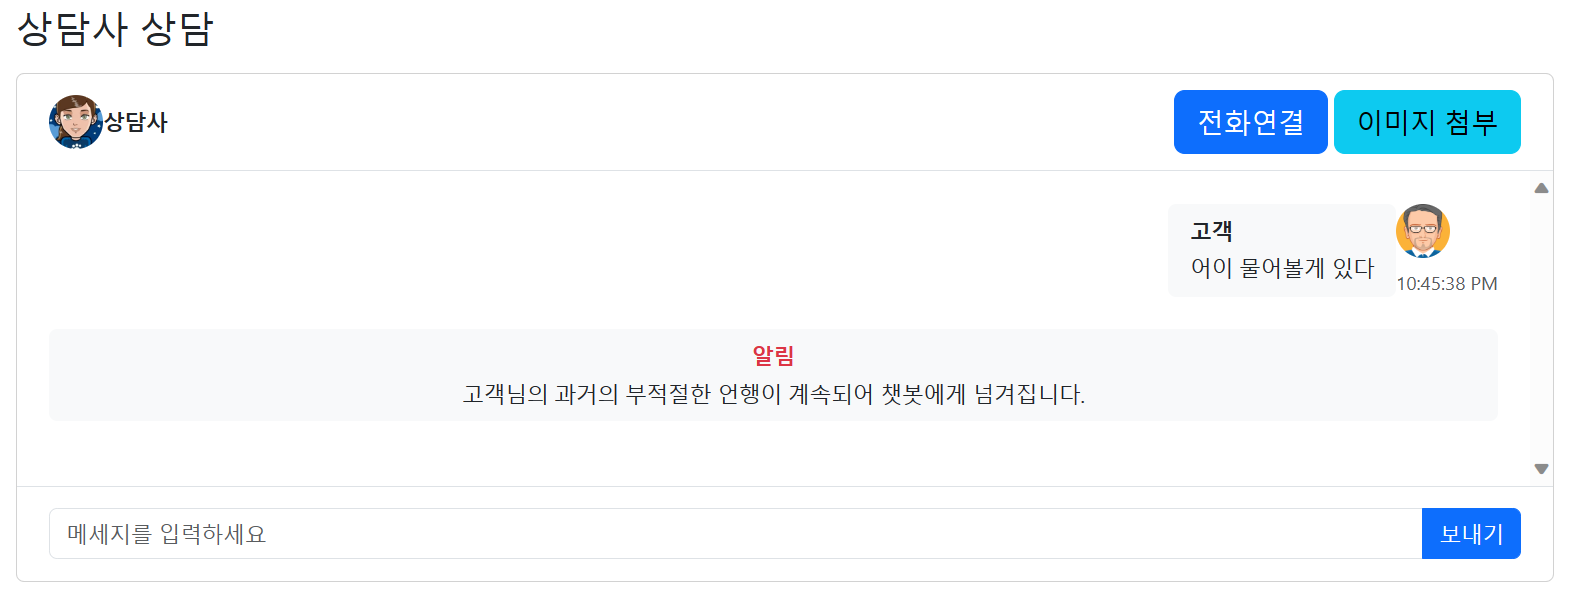 상담사 상담
상담사
전화연결
이미지 첨부
고객
어이 물어볼게 있다
10:45:38 PM
알림
고객님의 과거의 부적절한 언행이 계속되어 챗봇에게 넘겨집니다.
메세지를 입력하세요
보내기